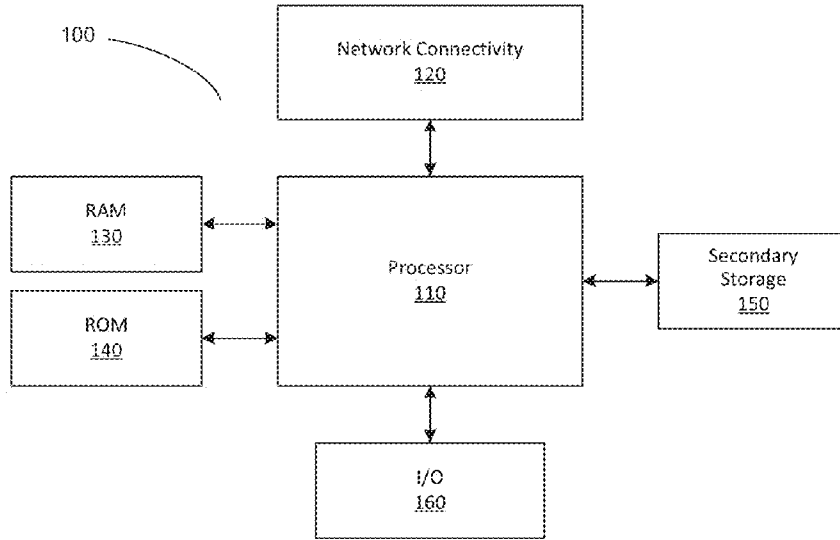 100
Network Connectivity
120
RAM
130
Processor
110
Secondary
Storage
150
ROM
140
I/O
160